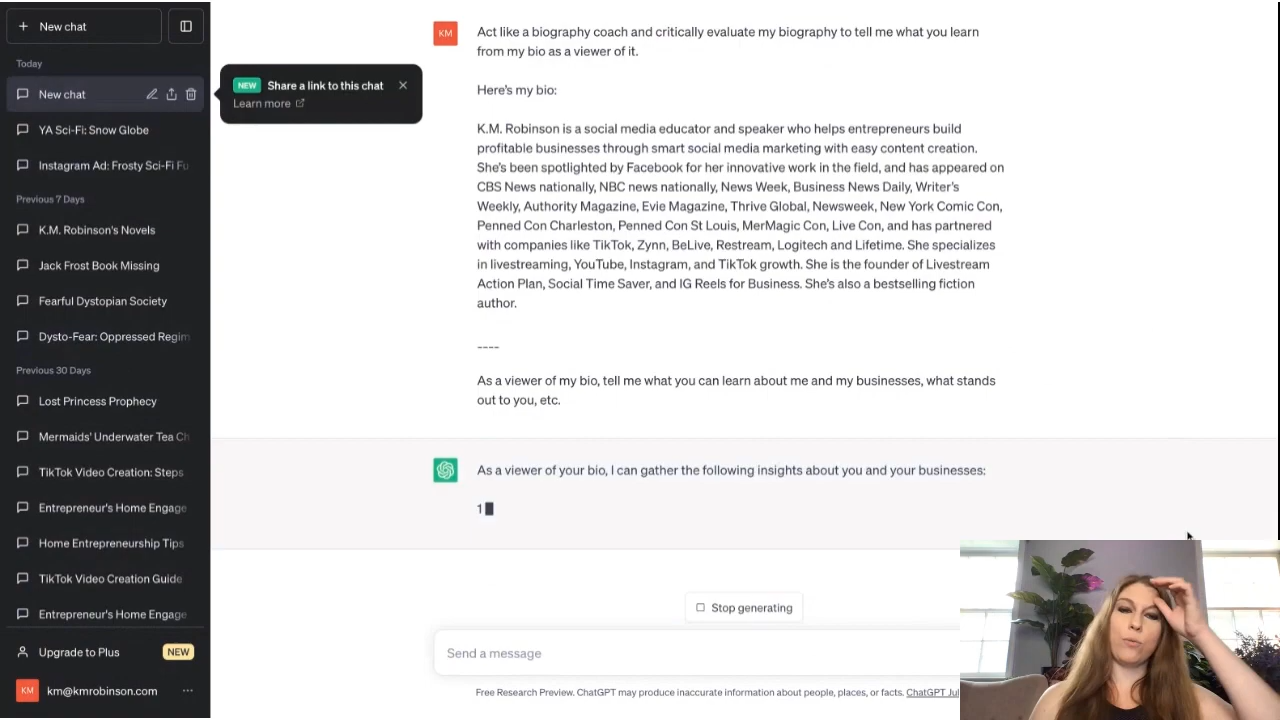 New chat
Today
New chat
YA Sci-Fi: Snow Globe
Instagram Ad: Frosty Sci-Fi Fu
Previous 7 Days
K.M. Robinson's Novels
Jack Frost Book Missing
Fearful Dystopian Society
Dysto-Fear: Oppressed Regim
Previous 30 Days
Lost Princess Prophecy
Mermaids' Underwater Tea Ch
TikTok Video Creation: Steps
Entrepreneur's Home Engage
Home Entrepreneurship Tips
TikTok Video Creation Guide
Entrepreneur's Home Engage
Upgrade to Plus NEW
KM km@kmrobinson.com
NEW Share a link to this chat
Learn more
KM
Act like a biography coach and critically evaluate my biography to tell me what you learn
from my bio as a viewer of it.
Here's my bio:
K.M. Robinson is a social media educator and speaker who helps entrepreneurs build
profitable businesses through smart social media marketing with easy content creation.
She's been spotlighted by Facebook for her innovative work in the field, and has appeared on
CBS News nationally, NBC news nationally, News Week, Business News Daily, Writer's
Weekly, Authority Magazine, Evie Magazine, Thrive Global, Newsweek, New York Comic Con,
Penned Con Charleston, Penned Con St Louis, MerMagic Con, Live Con, and has partnered
with companies like TikTok, Zynn, BeLive, Restream, Logitech and Lifetime. She specializes
in livestreaming, YouTube, Instagram, and TikTok growth. She is the founder of Livestream
Action Plan, Social Time Saver, and IG Reels for Business. She's also a bestselling fiction
author.
----
As a viewer of my bio, tell me what you can learn about me and my businesses, what stands
out to you, etc.
As a viewer of your bio, I can gather the following insights about you and your businesses:
1
Stop generating
Send a message
Free Research Preview. ChatGPT may produce inaccurate information about people, places, or facts. ChatGPT Jul